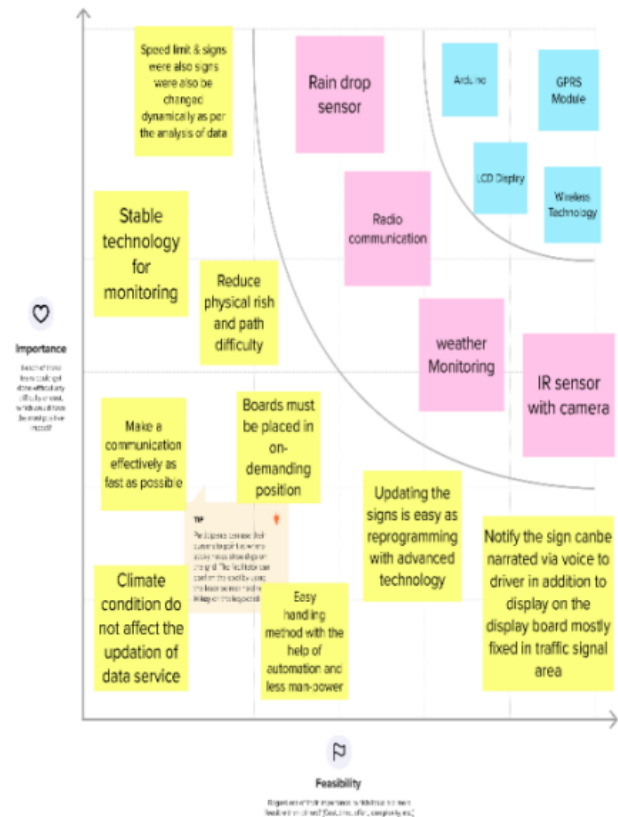 Speed limit & signs
were also signs
were also be
changed
dynamically as per
the analysis of data
Rain drop
sensor
Arduino
GPRS
Module
LCD Display
Wireless
Technology
Stable
technology
for
monitoring
Radio
communication
Reduce
physical rish
and path
difficulty
weather
Monitoring
IR sensor
with camera
Importance
Make a
communication
effectively as
fast as possible
Boards must
be placed in
on-
demanding
position
Updating the
signs is easy as
reprogramming
with advanced
technology
Notify the sign canbe
narrated via voice to
driver in addition to
display on the
display board mostly
fixed in traffic signal
area
TIP
Climate
condition do
not affect the
updation of
data service
Easy
handling
method with the
help of
automation and
less man-power
Feasibility